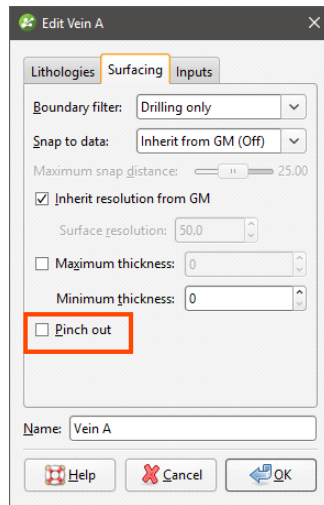 Edit Vein A
Lithologies Surfacing Inputs
Boundary filter: Drilling only
Snap to data: Inherit from GM (Off)
Maximum snap distance: 25.00
Inherit resolution from GM
Surface resolution: 50.0
Maximum thickness: 0
Minimum thickness: 0
Pinch out
Name: Vein A
Help Cancel OK